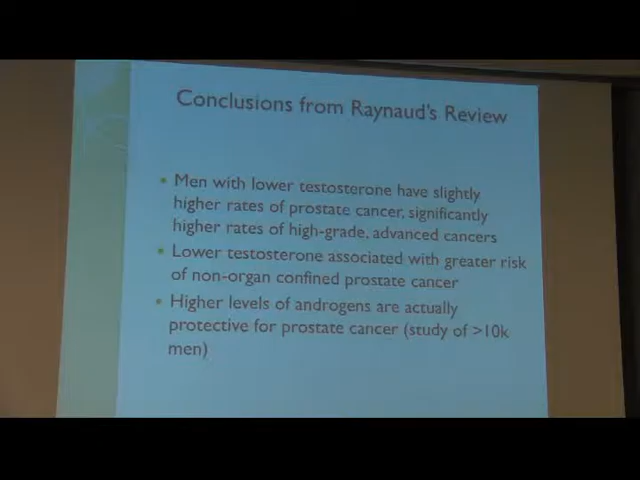 Conclusions from Raynaud's Review
• Men with lower testosterone have slightly
higher rates of prostate cancer, significantly
higher rates of high-grade, advanced cancers
• Lower testosterone associated with greater risk
of non-organ confined prostate cancer
• Higher levels of androgens are actually
protective for prostate cancer (study of >10k
men)